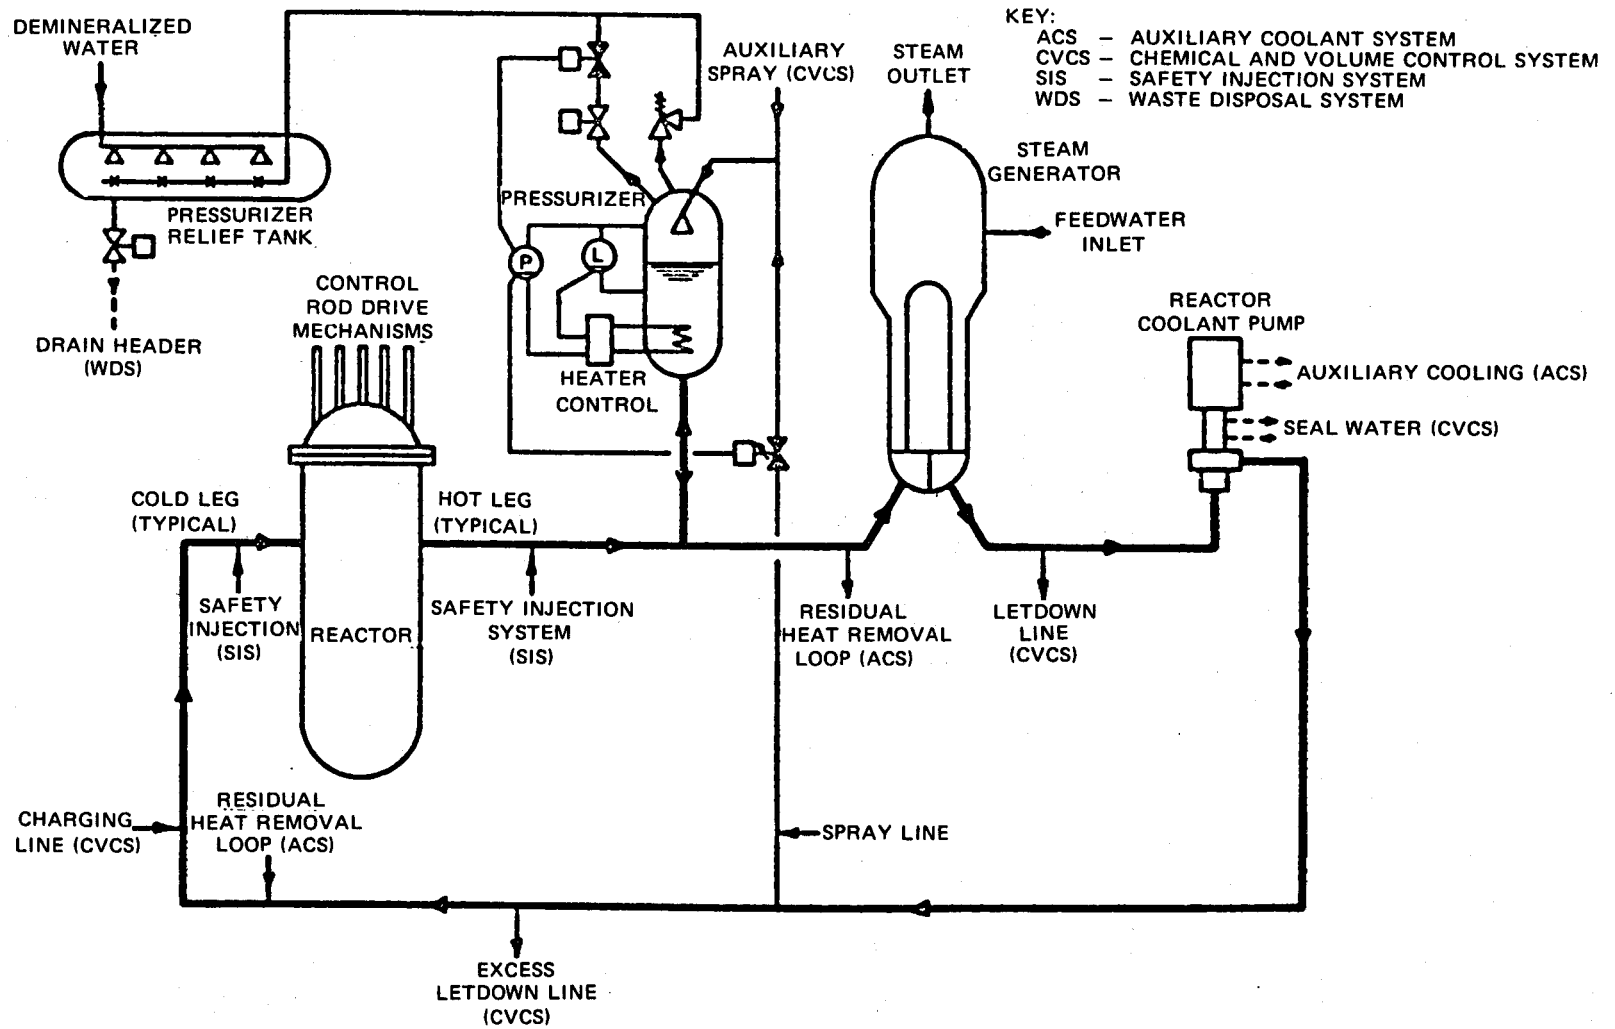 DEMINERALIZED
WATER
AUXILIARY
SPRAY (CVCS)
STEAM
OUTLET
KEY:
ACS – AUXILIARY COOLANT SYSTEM
CVCS – CHEMICAL AND VOLUME CONTROL SYSTEM
SIS – SAFETY INJECTION SYSTEM
WDS – WASTE DISPOSAL SYSTEM
STEAM
GENERATOR
PRESSURIZER
PRESSURIZER
RELIEF TANK
FEEDWATER
INLET
P
L
CONTROL
ROD DRIVE
MECHANISMS
REACTOR
COOLANT PUMP
DRAIN HEADER
(WDS)
HEATER
CONTROL
AUXILIARY COOLING (ACS)
SEAL WATER (CVCS)
COLD LEG
(TYPICAL)
HOT LEG
(TYPICAL)
SAFETY
INJECTION
(SIS)
REACTOR
SAFETY INJECTION
SYSTEM
(SIS)
RESIDUAL
HEAT REMOVAL
LOOP (ACS)
LETDOWN
LINE
(CVCS)
CHARGING
LINE (CVCS)
RESIDUAL
HEAT REMOVAL
LOOP (ACS)
SPRAY LINE
EXCESS
LETDOWN LINE
(CVCS)